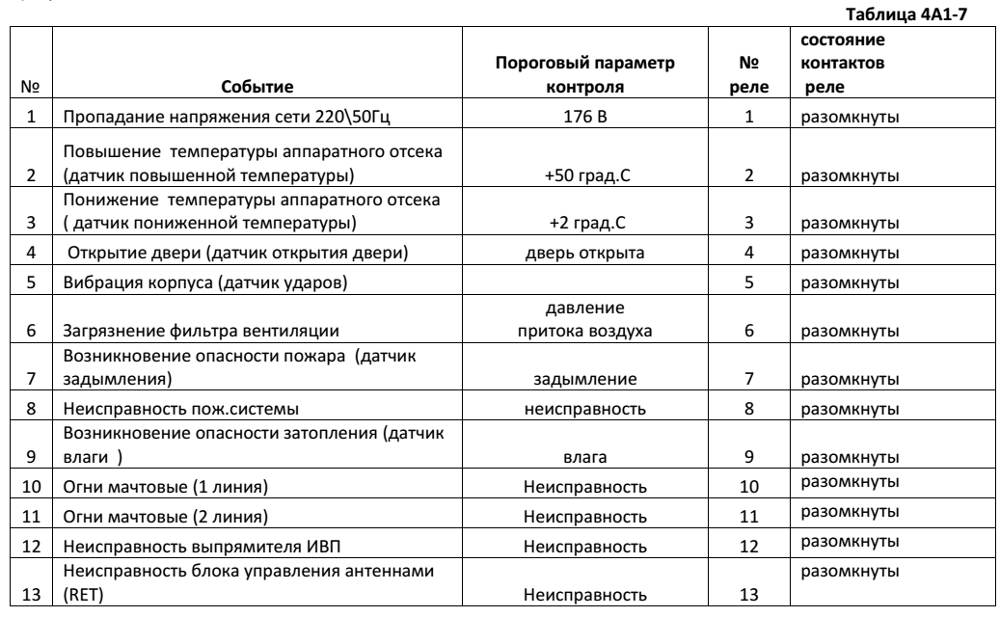 Таблица 4А1-7
№ Событие Пороговый параметр контроля № реле состояние контактов реле
1 Пропадание напряжения сети 220\50Гц 176 В 1 разомкнуты
2 Повышение температуры аппаратного отсека (датчик повышенной температуры) +50 град.С 2 разомкнуты
3 Понижение температуры аппаратного отсека ( датчик пониженной температуры) +2 град.С 3 разомкнуты
4 Открытие двери (датчик открытия двери) дверь открыта 4 разомкнуты
5 Вибрация корпуса (датчик ударов) 5 разомкнуты
6 Загрязнение фильтра вентиляции давление притока воздуха 6 разомкнуты
7 Возникновение опасности пожара (датчик задымления) задымление 7 разомкнуты
8 Неисправность пож.системы неисправность 8 разомкнуты
9 Возникновение опасности затопления (датчик влаги ) влага 9 разомкнуты
10 Огни мачтовые (1 линия) Неисправность 10 разомкнуты
11 Огни мачтовые (2 линия) Неисправность 11 разомкнуты
12 Неисправность выпрямителя ИВП Неисправность 12 разомкнуты
13 Неисправность блока управления антеннами (RET) Неисправность 13 разомкнуты